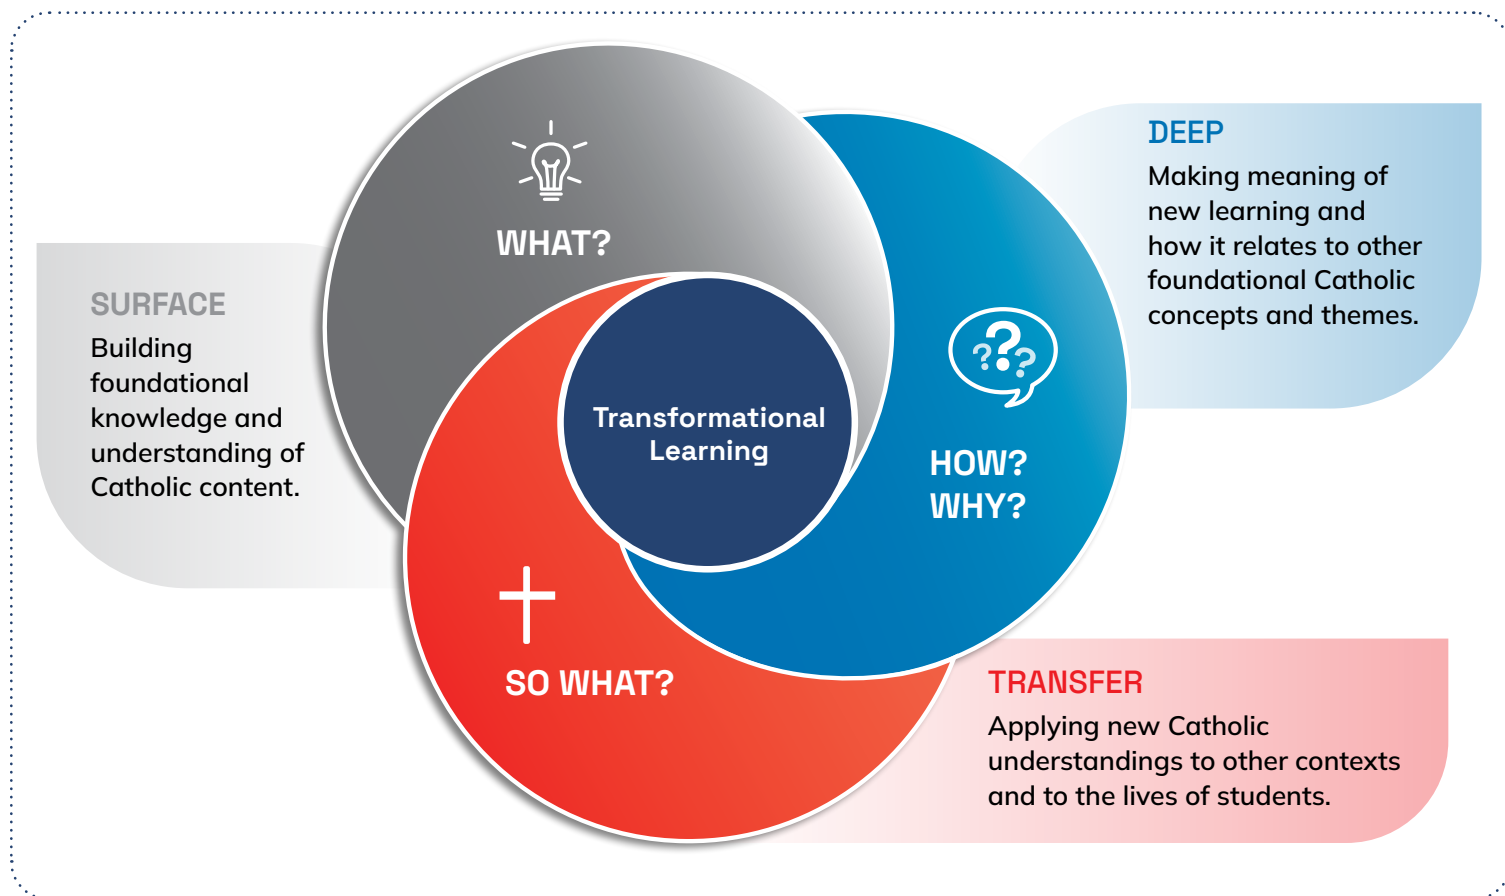 WHAT?
SURFACE
Building
foundational
knowledge and
understanding of
Catholic content.
DEEP
Making meaning of
new learning and
how it relates to other
foundational Catholic
concepts and themes.
???
HOW?
WHY?
Transformational
Learning
SO WHAT?
TRANSFER
Applying new Catholic
understandings to other contexts
and to the lives of students.